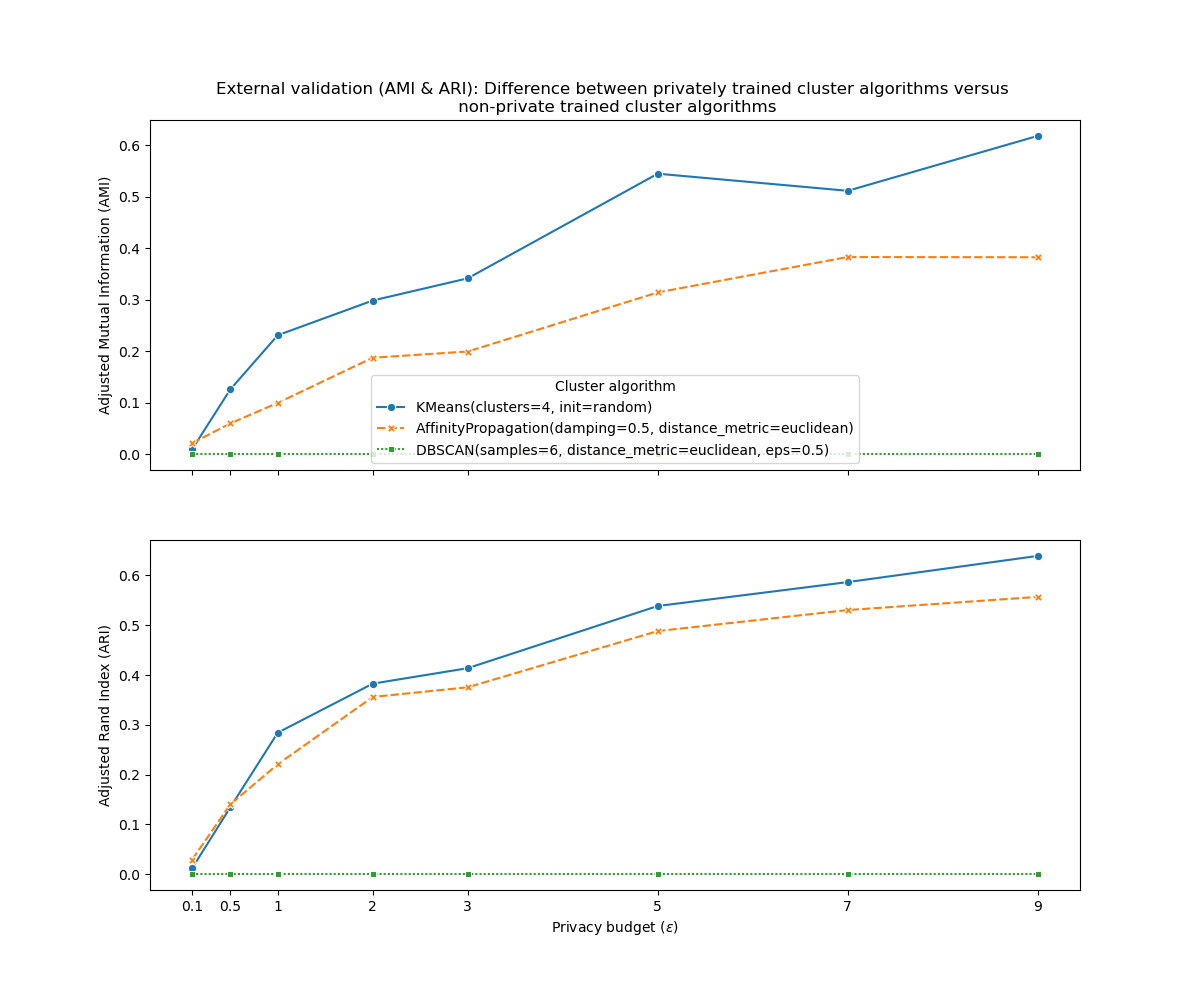 External validation (AMI & ARI): Difference between privately trained cluster algorithms versus
non-private trained cluster algorithms
Adjusted Mutual Information (AMI)
0.6
0.5
0.4
0.3
0.2
0.1
0.0
Cluster algorithm
KMeans(clusters=4, init=random)
AffinityPropagation(damping=0.5, distance_metric=euclidean)
DBSCAN(samples=6, distance_metric=euclidean, eps=0.5)
Adjusted Rand Index (ARI)
0.6
0.5
0.4
0.3
0.2
0.1
0.0
0.1 0.5 1 2 3 5 7 9
Privacy budget (ε)